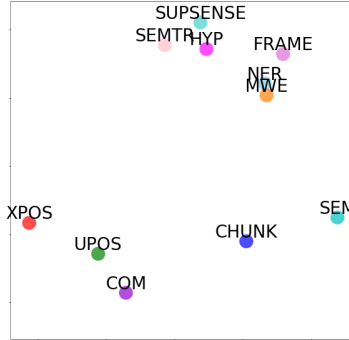 SUPSENSE
SEMTR
HYP
FRAME
NER
MWE
XPOS
SEM
CHUNK
UPOS
COM